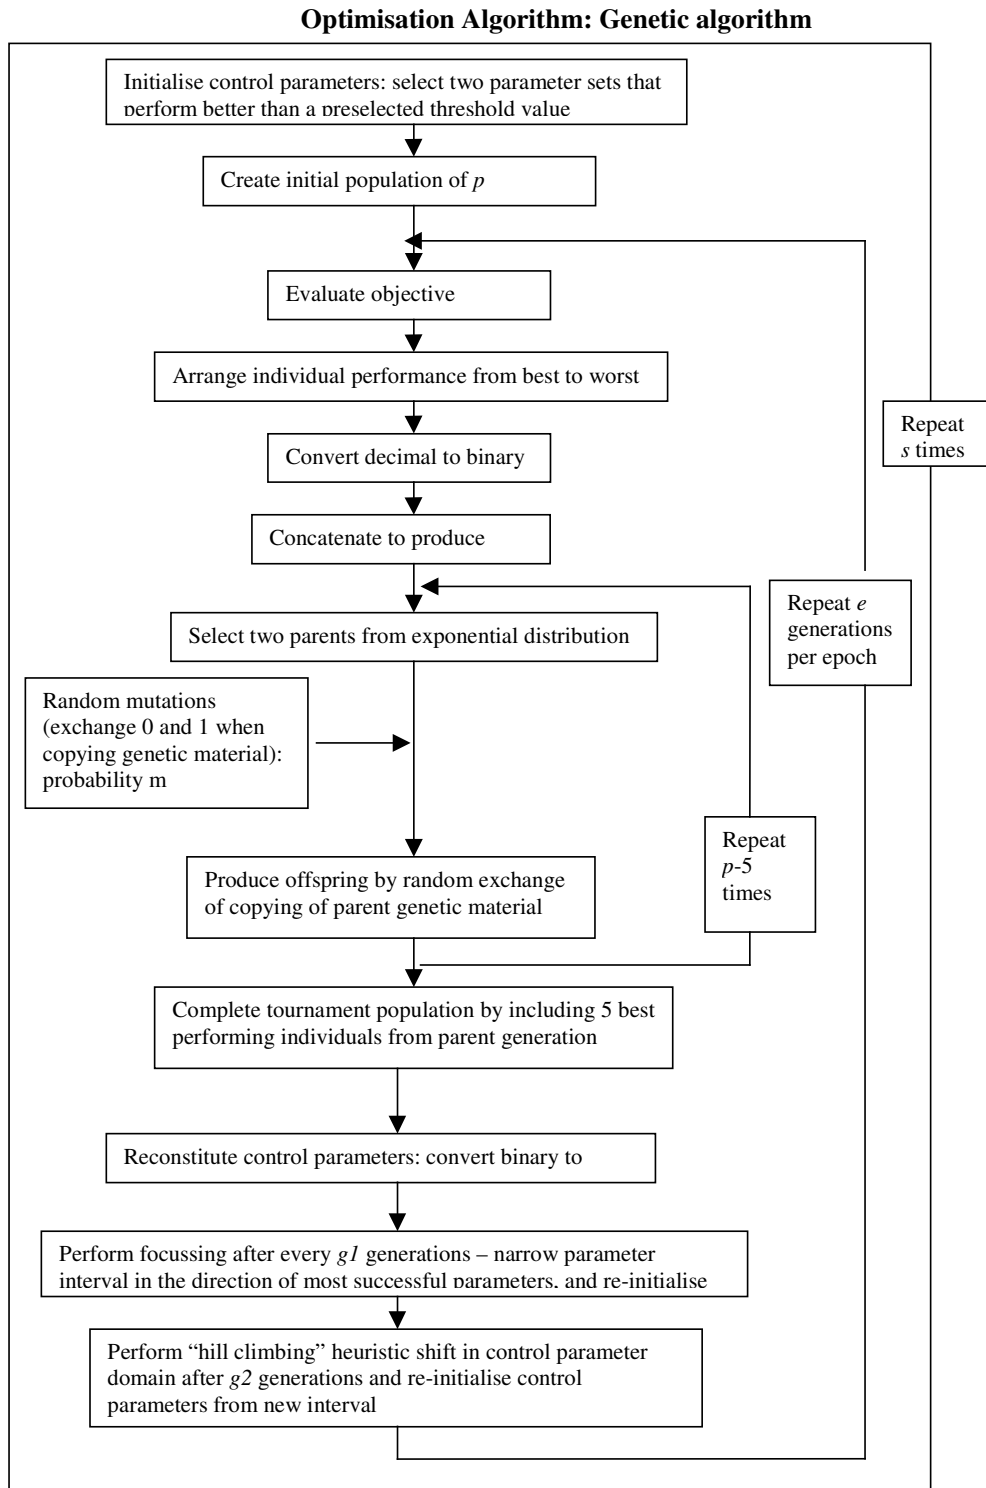 Optimisation Algorithm: Genetic algorithm
Initialise control parameters: select two parameter sets that
perform better than a preselected threshold value
Create initial population of p
Evaluate objective
Arrange individual performance from best to worst
Repeat
s times
Convert decimal to binary
Concatenate to produce
Repeat e
generations
per epoch
Select two parents from exponential distribution
Random mutations
(exchange 0 and 1 when
copying genetic material):
probability m
Repeat
p-5
times
Produce offspring by random exchange
of copying of parent genetic material
Complete tournament population by including 5 best
performing individuals from parent generation
Reconstitute control parameters: convert binary to
Perform focussing after every g1 generations – narrow parameter
interval in the direction of most successful parameters, and re-initialise
Perform “hill climbing” heuristic shift in control parameter
domain after g2 generations and re-initialise control
parameters from new interval